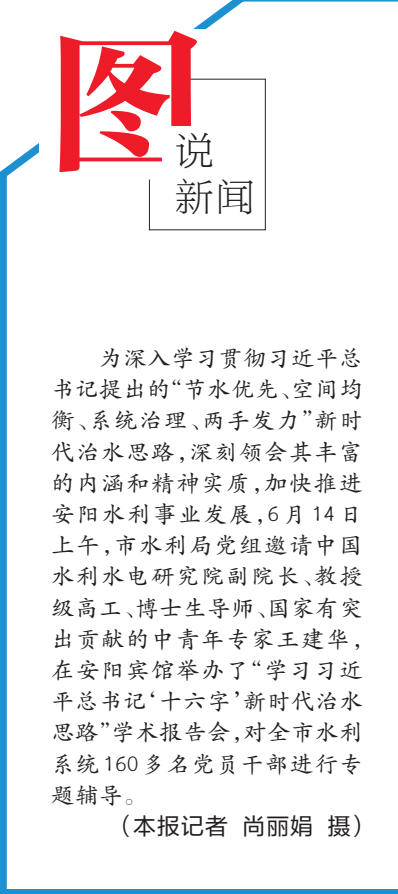 图
说
新闻
为深入学习贯彻习近平总
书记提出的“节水优先、空间均
衡、系统治理、两手发力”新时
代治水思路,深刻领会其丰富
的内涵和精神实质,加快推进
安阳水利事业发展,6月14日
上午,市水利局党组邀请中国
水利水电研究院副院长、教授
级高工、博士生导师、国家有突
出贡献的中青年专家王建华,
在安阳宾馆举办了“学习习近
平总书记‘十六字’新时代治水
思路”学术报告会,对全市水利
系统160多名党员干部进行专
题辅导。
(本报记者 尚丽娟 摄)